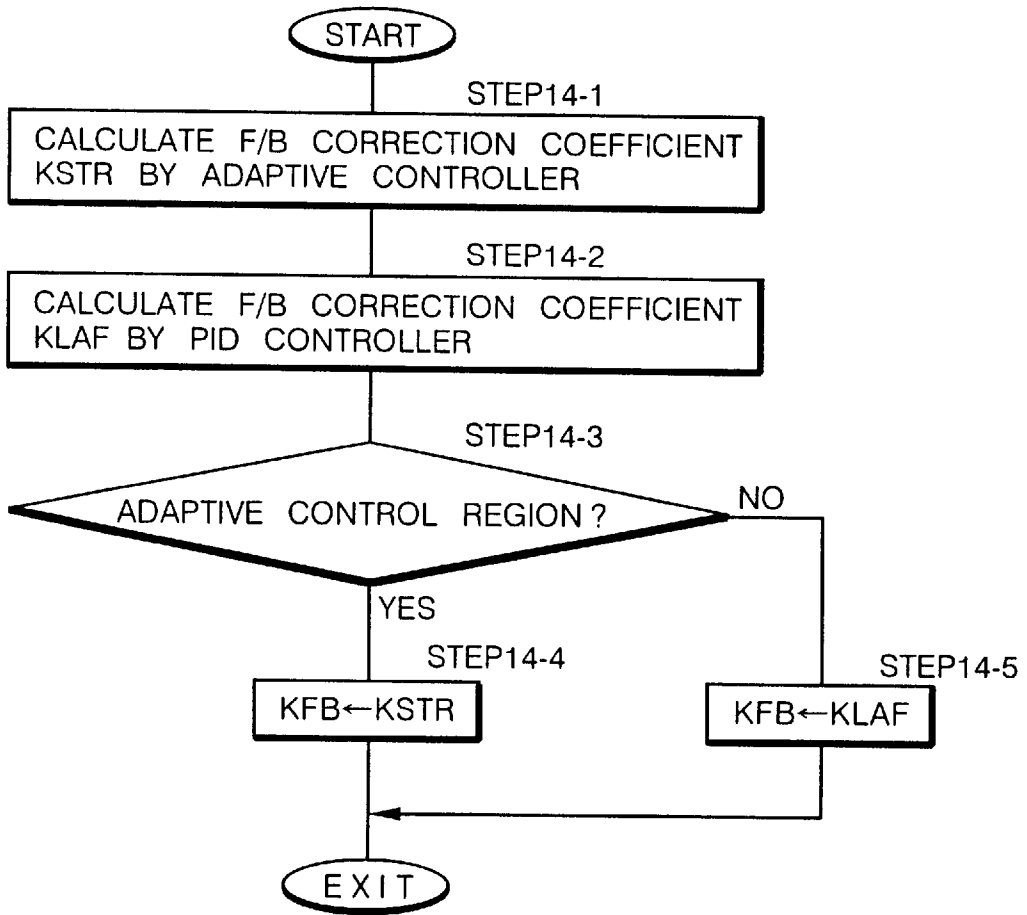 START
STEP14-1
CALCULATE F/B CORRECTION COEFFICIENT
KSTR BY ADAPTIVE CONTROLLER
STEP14-2
CALCULATE F/B CORRECTION COEFFICIENT
KLAF BY PID CONTROLLER
STEP14-3
ADAPTIVE CONTROL REGION?
NO
YES
STEP14-4
STEP14-5
KFB←KSTR
KFB←KLAF
EXIT